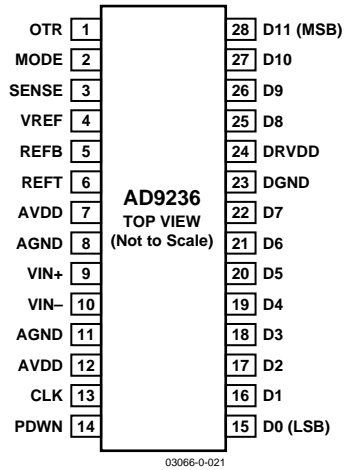 OTR 1 28 D11 (MSB)
MODE 2 27 D10
SENSE 3 26 D9
VREF 4 25 D8
REFB 5 24 DRVDD
REFT 6 23 DGND
AVDD 7 22 D7
AGND 8 21 D6
VIN+ 9 20 D5
VIN– 10 19 D4
AGND 11 18 D3
AVDD 12 17 D2
CLK 13 16 D1
PDWN 14 15 D0 (LSB)
AD9236
TOP VIEW
(Not to Scale)
03066-0-021